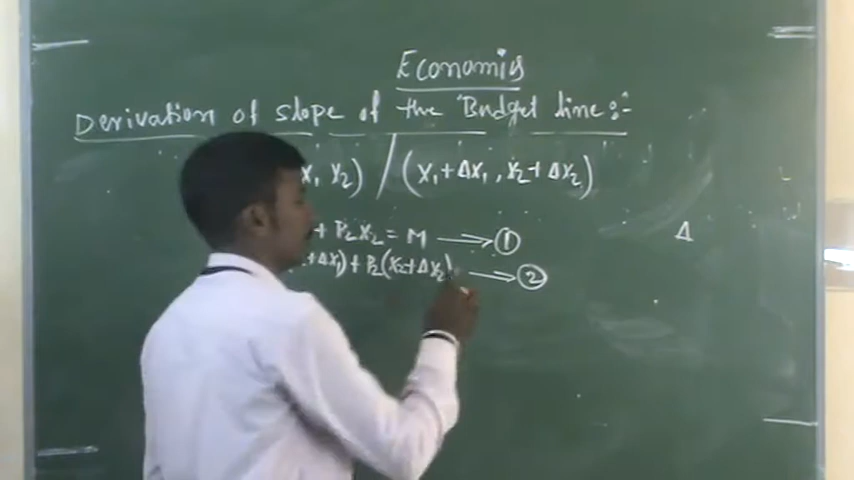 Economics
Derivation of slope of the Budget line :-
x₁, x₂) / (x₁+Δx₁, x₂+Δx₂)
+ P₂x₂ = M → ①
+Δx₁) + P₂(x₂+Δx₂) → ②
Δ